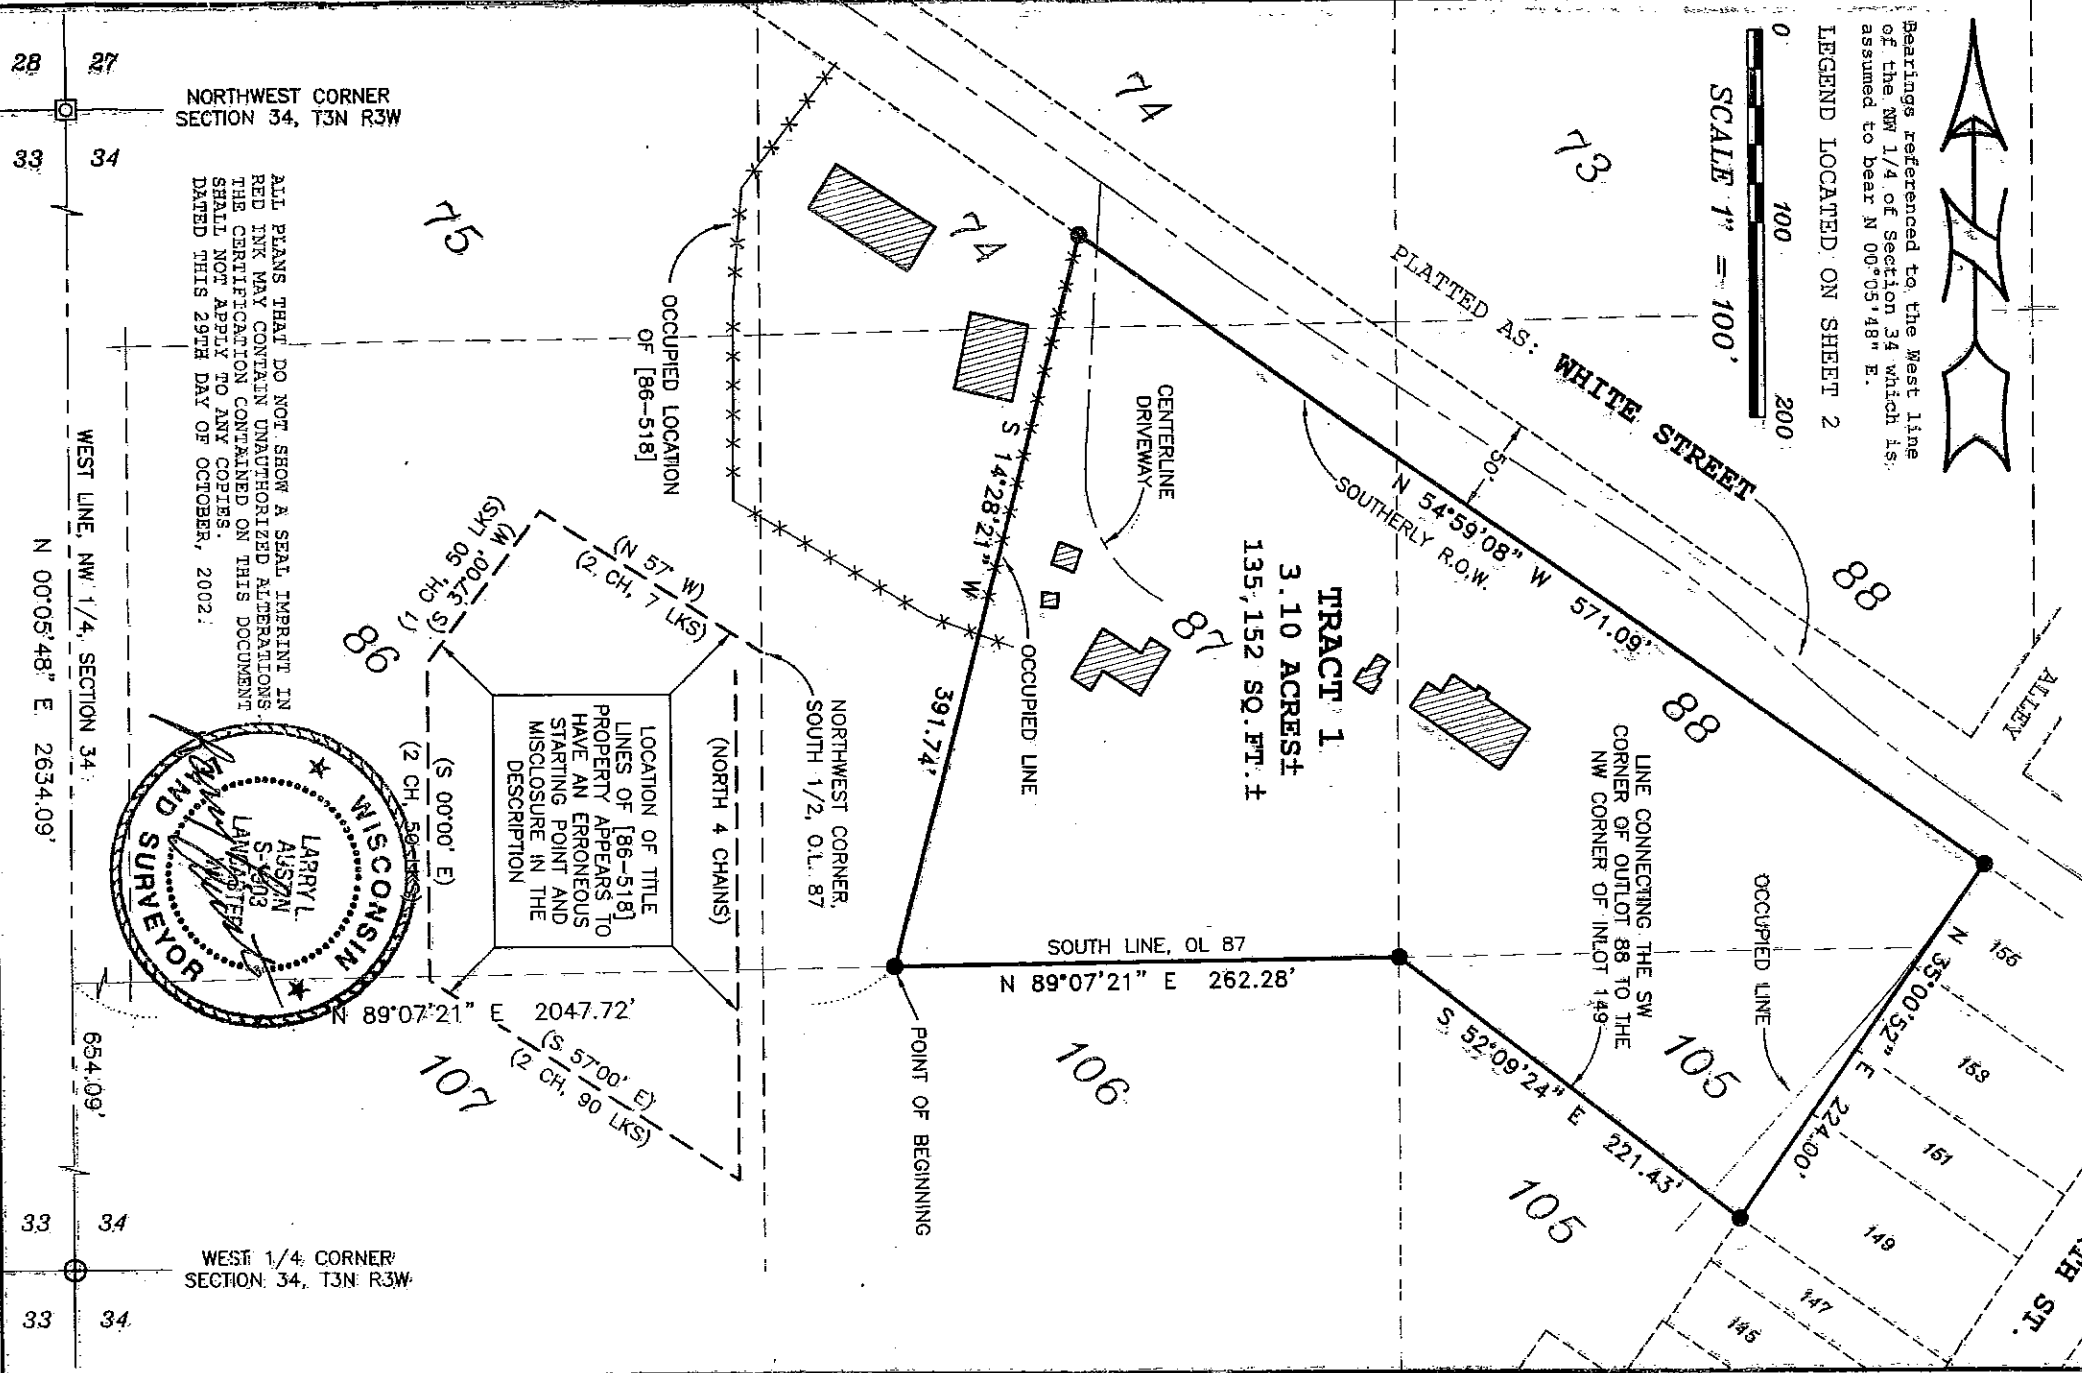 Bearings referenced to the West line
of the NW 1/4 of Section 34 which is
assumed to bear N 00°05'48" E.
LEGEND LOCATED ON SHEET 2
0 100 200
SCALE 1" = 100'
28 27
33 34
NORTHWEST CORNER
SECTION 34, T3N R3W
ALL PLANS THAT DO NOT SHOW A SEAL IMPRINT IN
RED INK MAY CONTAIN UNAUTHORIZED ALTERATIONS.
THE CERTIFICATION CONTAINED ON THIS DOCUMENT
SHALL NOT APPLY TO ANY COPIES.
DATED THIS 29TH DAY OF OCTOBER, 2002.
75
74
74
73
PLATTED AS: WHITE STREET
50'
88
ALLEY
N 54°59'08" W 571.09'
SOUTHERLY R.O.W.
CENTERLINE
DRIVEWAY
OCCUPIED LOCATION
OF [86-518]
S 14°28'21" W
391.74'
OCCUPIED LINE
87
TRACT 1
3.10 ACRES±
135,152 SQ.FT.±
88
LINE CONNECTING THE SW
CORNER OF OUTLOT 88 TO THE
NW CORNER OF INLOT 149
OCCUPIED LINE
N 35°00'52" E
224.00'
155
153
151
149
147
145
TH ST.
105
105
S 52°09'24" E 221.43'
SOUTH LINE, OL 87
N 89°07'21" E 262.28'
106
POINT OF BEGINNING
NORTHWEST CORNER,
SOUTH 1/2, O.L. 87
(NORTH 4 CHAINS)
(N 57° W)
(2 CH, 7 LKS)
(S 37°00' W)
(1 CH, 50 LKS)
86
LOCATION OF TITLE
LINES OF [86-518]
PROPERTY APPEARS TO
HAVE AN ERRONEOUS
STARTING POINT AND
MISCLOSURE IN THE
DESCRIPTION
(S 00°00' E)
(2 CH, 50 LKS)
(S 57°00' E)
(2 CH, 90 LKS)
107
N 89°07'21" E 2047.72'
WISCONSIN
LARRY L.
AUSTIN
LANCASTER
LAND SURVEYOR
WEST LINE, NW 1/4, SECTION 34
N 00°05'48" E 2634.09'
654.09'
33 34
WEST 1/4 CORNER
SECTION 34, T3N R3W
33 34